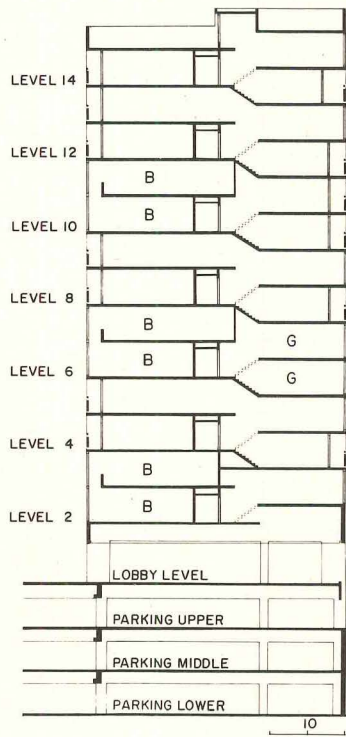 LEVEL 14
LEVEL 12
B
B
LEVEL 10
LEVEL 8
B
G
B
LEVEL 6
G
LEVEL 4
B
B
LEVEL 2
LOBBY LEVEL
PARKING UPPER
PARKING MIDDLE
PARKING LOWER
10